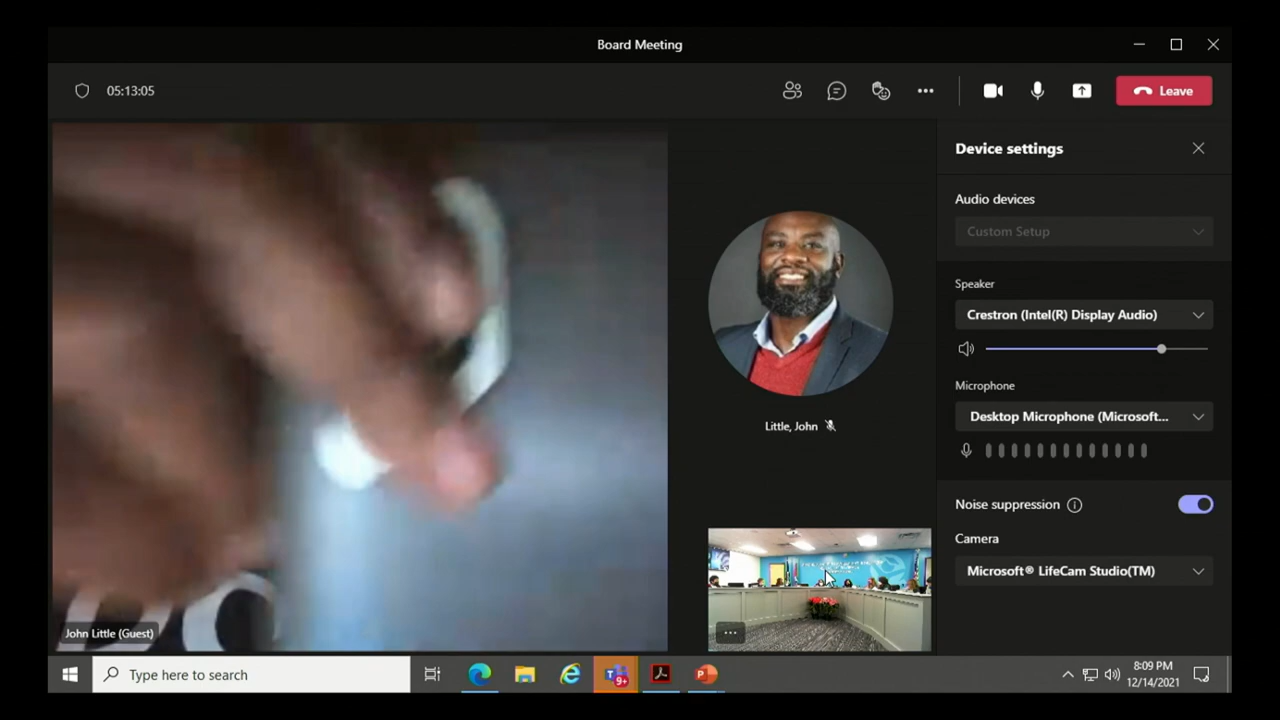 Board Meeting
05:13:05
Leave
Device settings
Audio devices
Custom Setup
Speaker
Crestron (Intel(R) Display Audio)
Microphone
Desktop Microphone (Microsoft...
Noise suppression
Camera
Microsoft® LifeCam Studio(TM)
Little, John
John Little (Guest)
Type here to search
9+
8:09 PM
12/14/2021